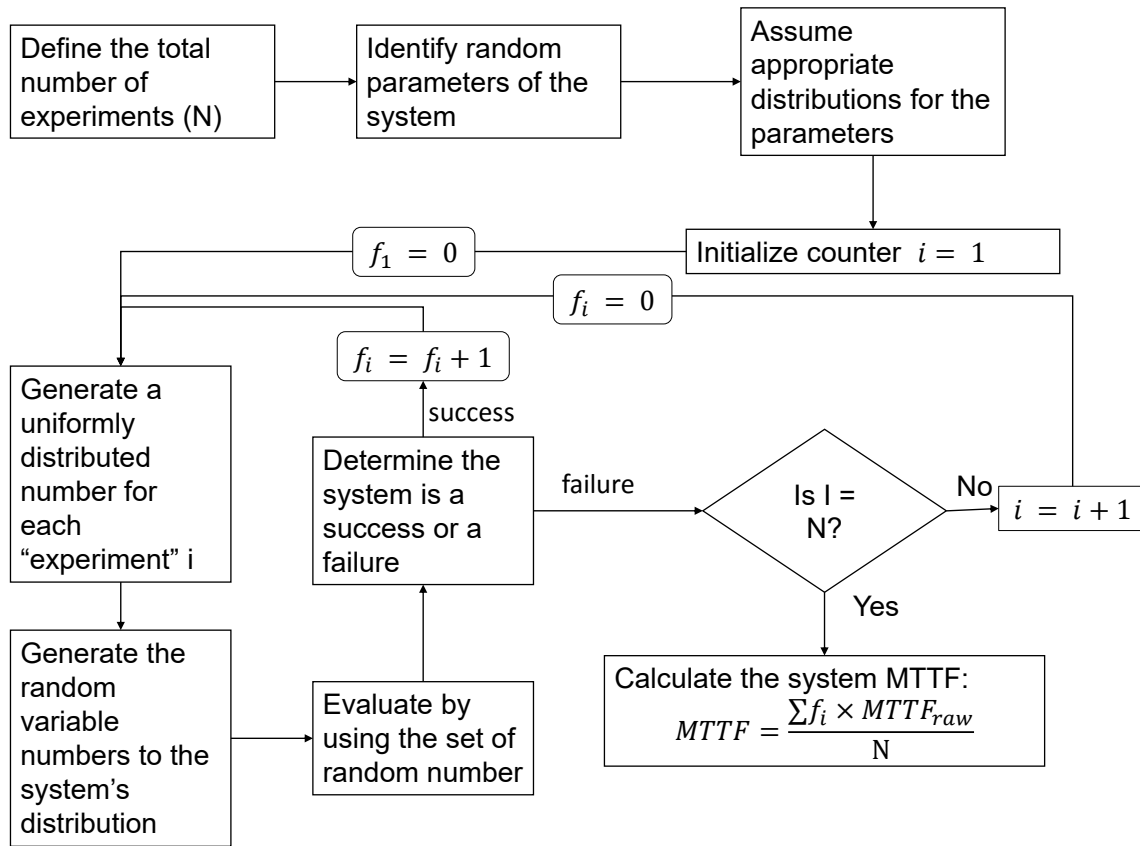 Define the total
number of
experiments (N)
Identify random
parameters of the
system
Assume
appropriate
distributions for the
parameters
Initialize counter i = 1
f₁ = 0
fᵢ = 0
fᵢ = fᵢ + 1
success
Generate a
uniformly
distributed
number for
each
“experiment” i
Generate the
random
variable
numbers to the
system’s
distribution
Evaluate by
using the set of
random number
Determine the
system is a
success or a
failure
failure
Is I =
N?
No
i = i + 1
Yes
Calculate the system MTTF:
MTTF = ∑fᵢ × MTTF_raw / N